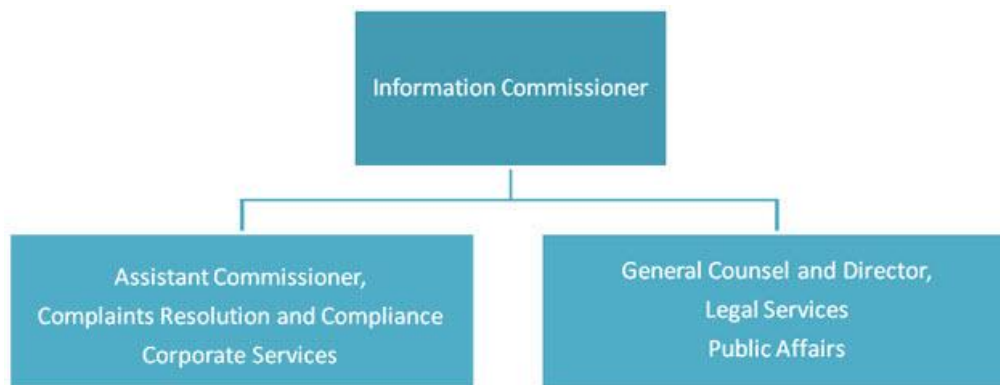 Information Commissioner
Assistant Commissioner,
Complaints Resolution and Compliance
Corporate Services
General Counsel and Director,
Legal Services
Public Affairs